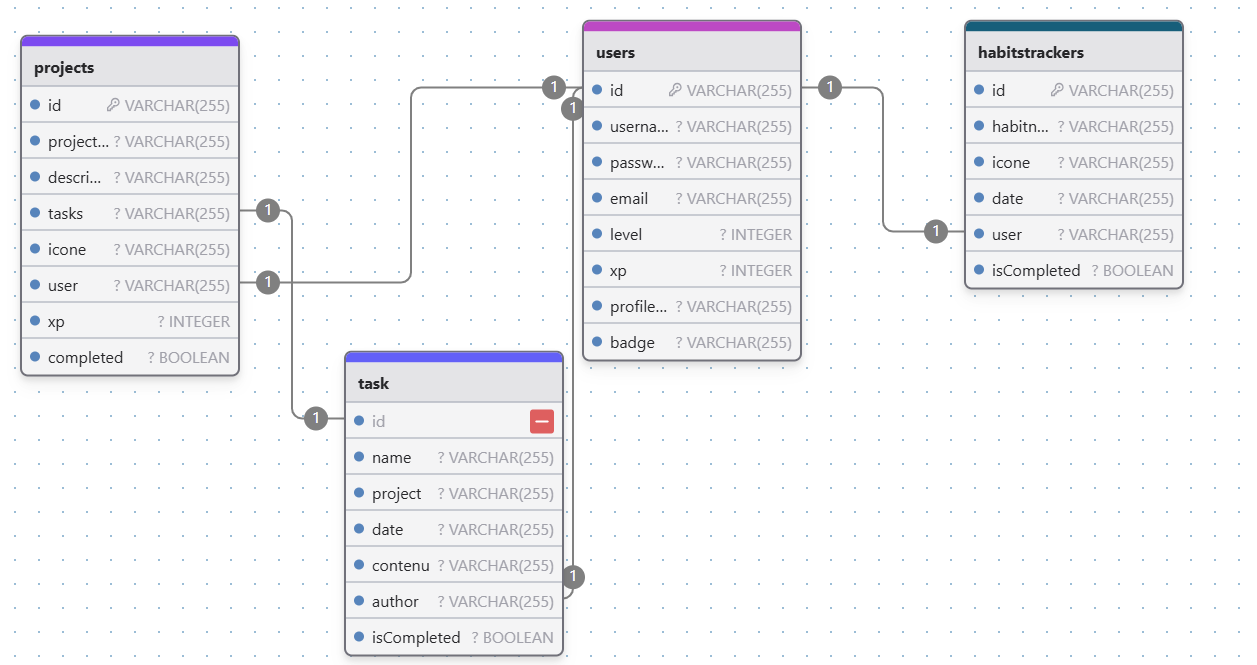 projects
id VARCHAR(255)
project... ? VARCHAR(255)
descri... ? VARCHAR(255)
tasks ? VARCHAR(255)
icone ? VARCHAR(255)
user ? VARCHAR(255)
xp ? INTEGER
completed ? BOOLEAN
1
1
1
task
id
name ? VARCHAR(255)
project ? VARCHAR(255)
date ? VARCHAR(255)
contenu ? VARCHAR(255)
author ? VARCHAR(255)
isCompleted ? BOOLEAN
1
1
1
users
id VARCHAR(255)
userna... ? VARCHAR(255)
passw... ? VARCHAR(255)
email ? VARCHAR(255)
level ? INTEGER
xp ? INTEGER
profile... ? VARCHAR(255)
badge ? VARCHAR(255)
1
1
habitstrackers
id VARCHAR(255)
habitn... ? VARCHAR(255)
icone ? VARCHAR(255)
date ? VARCHAR(255)
user ? VARCHAR(255)
isCompleted ? BOOLEAN